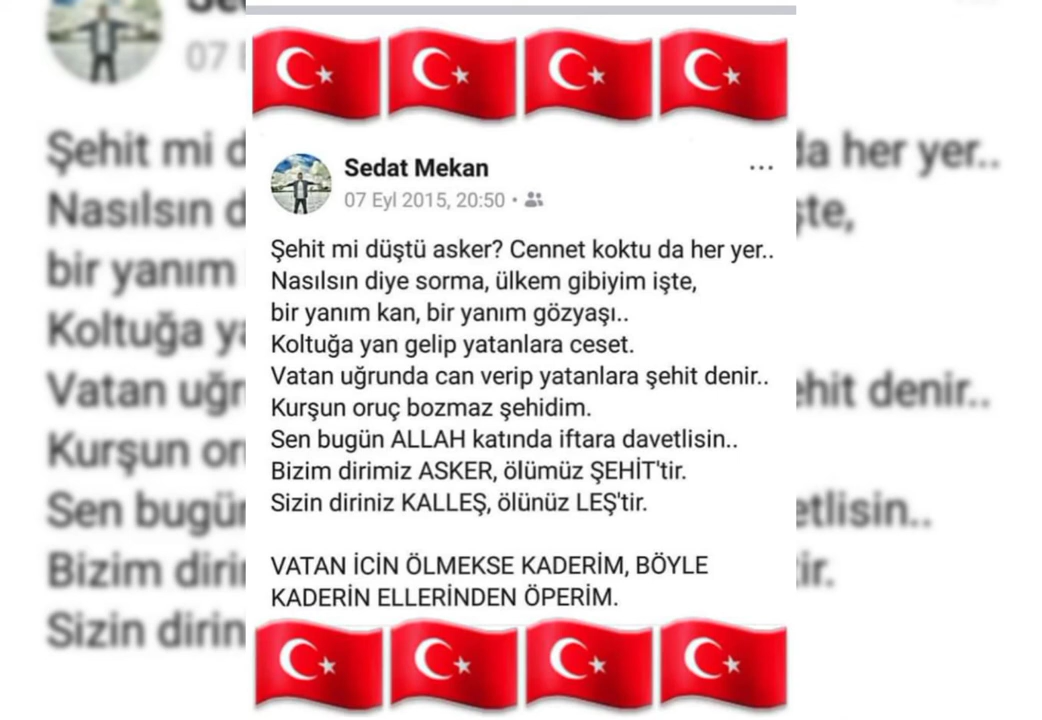 Sedat Mekan
07 Eyl 2015, 20:50
Şehit mi düştü asker? Cennet koktu da her yer..
Nasılsın diye sorma, ülkem gibiyim işte,
bir yanım kan, bir yanım gözyaşı..
Koltuğa yan gelip yatanlara ceset.
Vatan uğrunda can verip yatanlara şehit denir..
Kurşun oruç bozmaz şehidim.
Sen bugün ALLAH katında iftara davetlisin..
Bizim dirimiz ASKER, ölümüz ŞEHİT'tir.
Sizin diriniz KALLEŞ, ölünüz LEŞ'tir.
VATAN İCİN ÖLMEKSE KADERİM, BÖYLE
KADERİN ELLERİNDEN ÖPERİM.